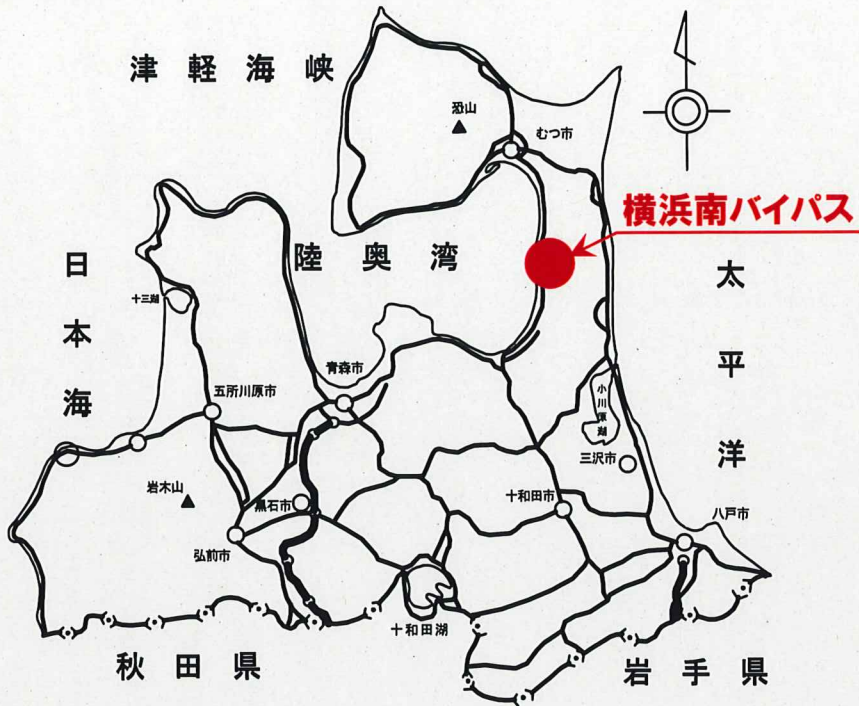 津軽海峡
恐山
むつ市
横浜南バイパス
陸奥湾
日本海
太平洋
十三湖
青森市
五所川原市
小川原湖
三沢市
岩木山
黒石市
十和田市
八戸市
弘前市
十和田湖
秋田県
岩手県